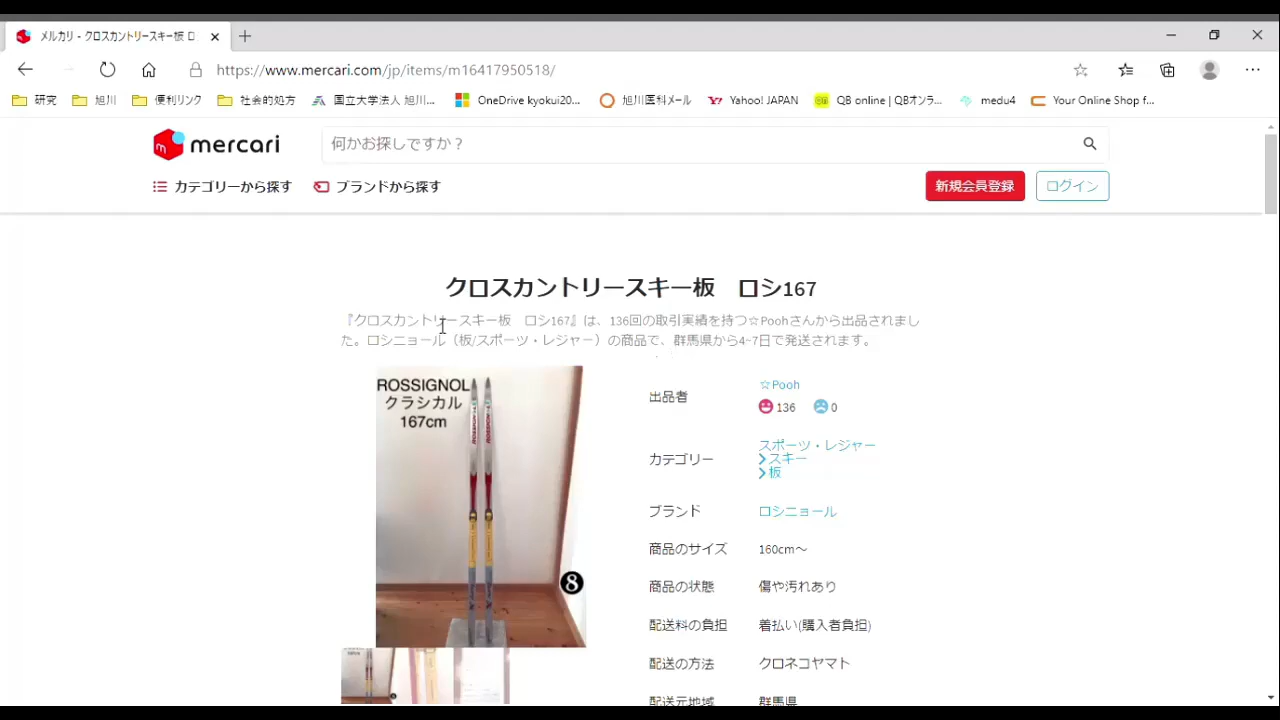 メルカリ - クロスカントリースキー板 ロ
https://www.mercari.com/jp/items/m16417950518/
研究 旭川 便利リンク 社会的処方 国立大学法人 旭川... OneDrive kyokui20... 旭川医科メール Yahoo! JAPAN QB online | QBオンラ... medu4 Your Online Shop f...
mercari 何かお探しですか？
カテゴリーから探す ブランドから探す 新規会員登録 ログイン
クロスカントリースキー板　ロシ167
『クロスカントリースキー板　ロシ167』は、136回の取引実績を持つ☆Poohさんから出品されまし
た。ロシニョール（板/スポーツ・レジャー）の商品で、群馬県から4~7日で発送されます。
ROSSIGNOL
クラシカル
167cm
8
出品者 ☆Pooh
136 0
カテゴリー スポーツ・レジャー
スキー
板
ブランド ロシニョール
商品のサイズ 160cm〜
商品の状態 傷や汚れあり
配送料の負担 着払い(購入者負担)
配送の方法 クロネコヤマト
配送元地域 群馬県